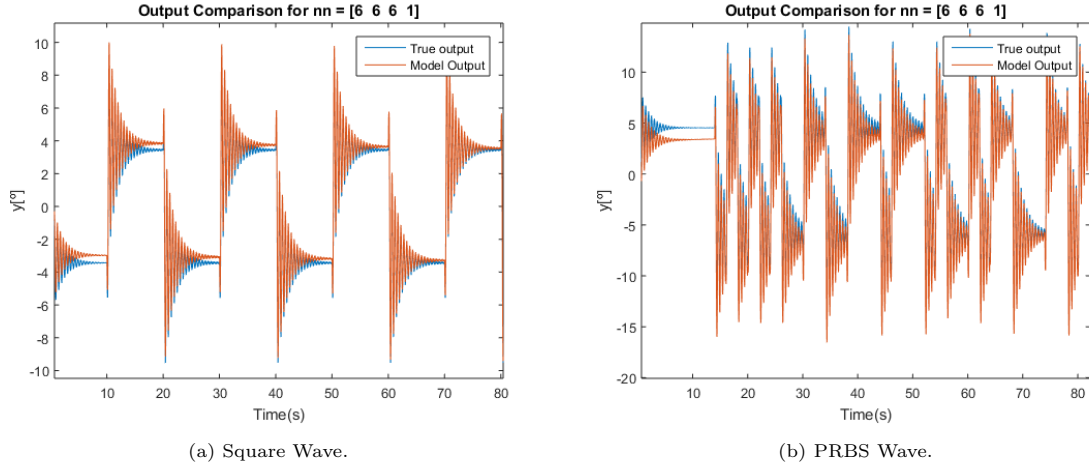 Output Comparison for nn = [6 6 6 1]
True output
Model Output
10
8
6
4
2
0
-2
-4
-6
-8
-10
y[º]
10 20 30 40 50 60 70 80
Time(s)
(a) Square Wave.
Output Comparison for nn = [6 6 6 1]
True output
Model Output
10
5
0
-5
-10
-15
-20
y[º]
10 20 30 40 50 60 70 80
Time(s)
(b) PRBS Wave.